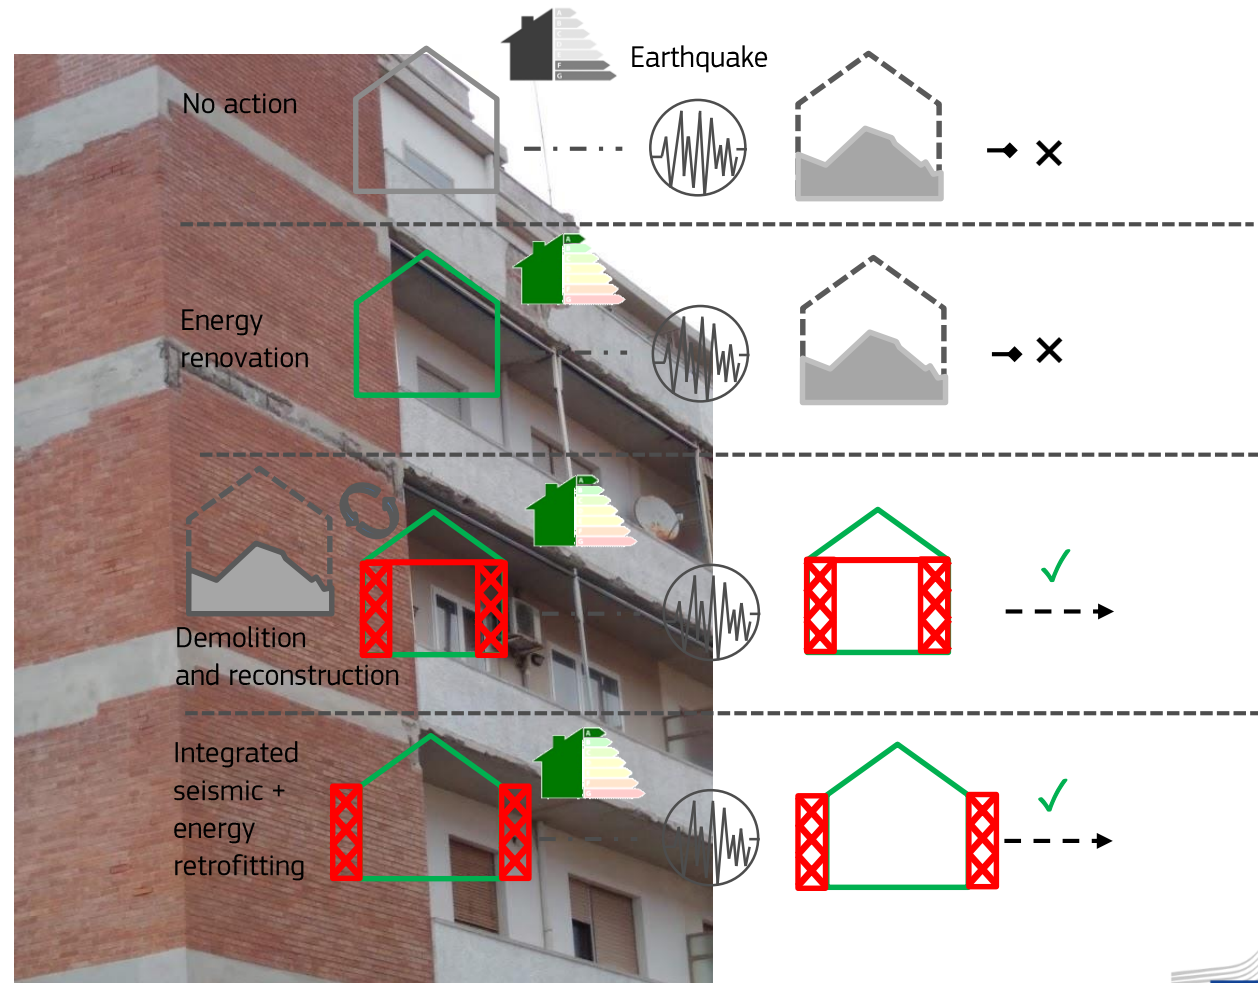 Earthquake
No action
F
G
Energy
renovation
A
A
Demolition
and reconstruction
A
Integrated
seismic +
energy
retrofitting